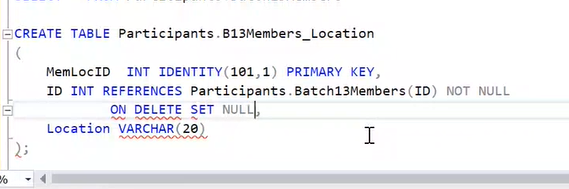 CREATE TABLE Participants.B13Members_Location
(
MemLocID INT IDENTITY(101,1) PRIMARY KEY,
ID INT REFERENCES Participants.Batch13Members(ID) NOT NULL
ON DELETE SET NULL,
Location VARCHAR(20)
);
%